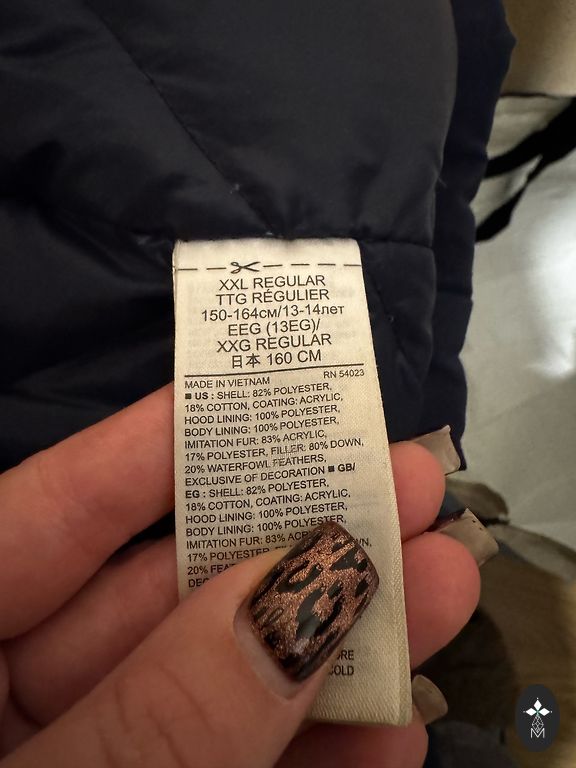 XXL REGULAR
TTG RÉGULIER
150-164см/13-14лет
EEG (13EG)/
XXG REGULAR
日本 160 CM
MADE IN VIETNAM RN 54023
■ US : SHELL: 82% POLYESTER,
18% COTTON, COATING: ACRYLIC,
HOOD LINING: 100% POLYESTER,
BODY LINING: 100% POLYESTER,
IMITATION FUR: 83% ACRYLIC,
17% POLYESTER, FILLER: 80% DOWN,
20% WATERFOWL FEATHERS,
EXCLUSIVE OF DECORATION ■ GB/
EG : SHELL: 82% POLYESTER,
18% COTTON, COATING: ACRYLIC,
HOOD LINING: 100% POLYESTER,
BODY LINING: 100% POLYESTER,
IMITATION FUR: 83%
17% POLYESTER,
20%